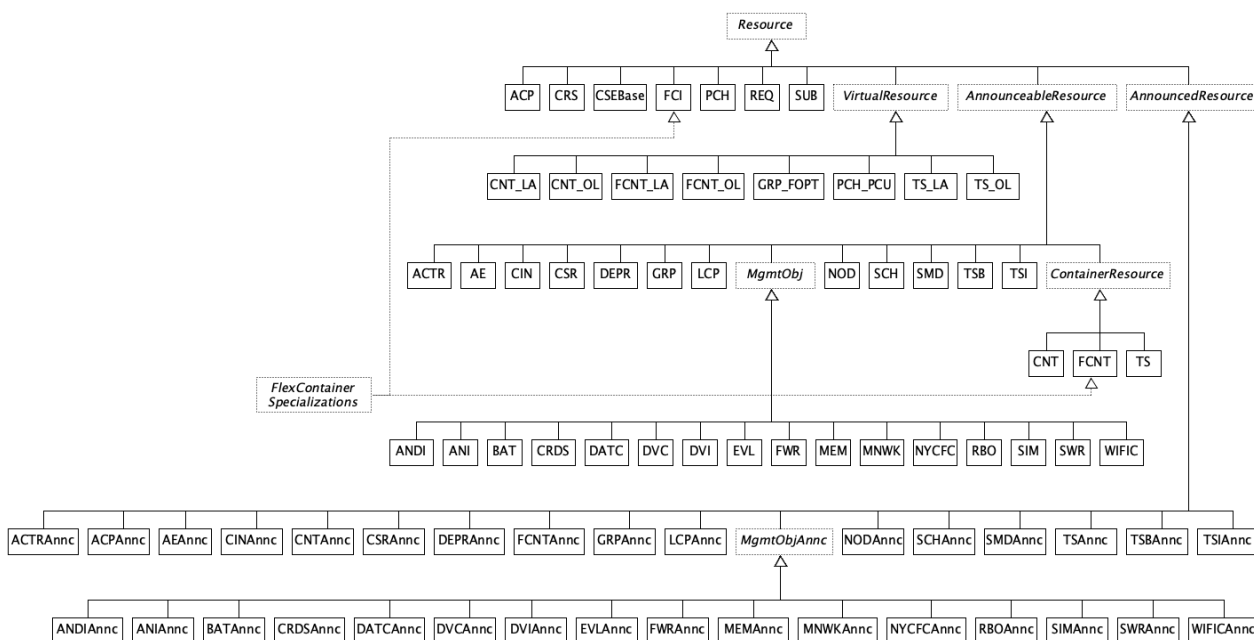 Resource
ACP CRS CSEBase FCI PCH REQ SUB VirtualResource AnnounceableResource AnnouncedResource
CNT_LA CNT_OL FCNT_LA FCNT_OL GRP_FOPT PCH_PCU TS_LA TS_OL
ACTR AE CIN CSR DEPR GRP LCP MgmtObj NOD SCH SMD TSB TSI ContainerResource
CNT FCNT TS
FlexContainer
Specializations
ANDI ANI BAT CRDS DATC DVC DVI EVL FWR MEM MNWK NYCFC RBO SIM SWR WIFIC
ACTRAnnc ACPAnnc AEAnnc CINAnnc CNTAnnc CSRAnnc DEPRAnnc FCNTAnnc GRPAnnc LCPAnnc MgmtObjAnnc NODAnnc SCHAnnc SMDAnnc TSAnnc TSBAnnc TSIAnnc
ANDIAnnc ANIAnnc BATAnnc CRDSAnnc DATCAnnc DVCAnnc DVIAnnc EVLAnnc FWRAnnc MEMAnnc MNWKAnnc NYCFCAnnc RBOAnnc SIMAnnc SWRAnnc WIFICAnnc